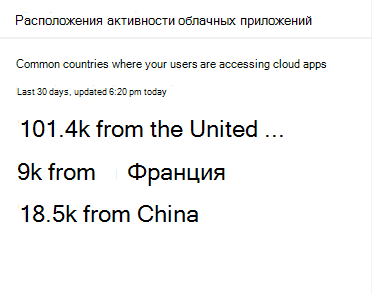 Расположения активности облачных приложений
Common countries where your users are accessing cloud apps
Last 30 days, updated 6:20 pm today
101.4k from the United ...
9k from Франция
18.5k from China